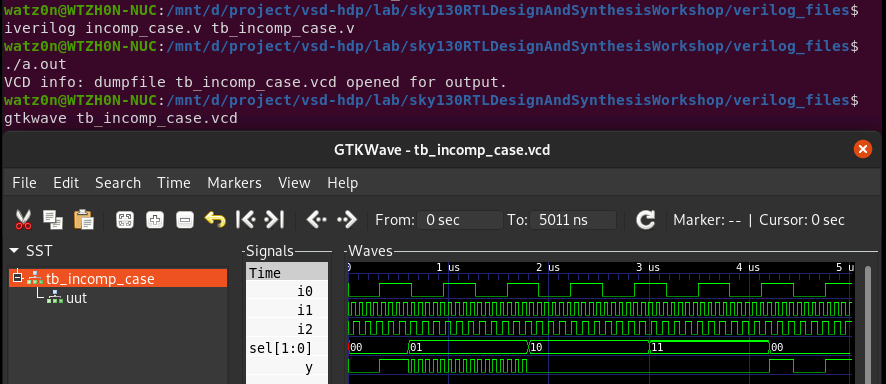 watz0n@WTZH0N-NUC:/mnt/d/project/vsd-hdp/lab/sky130RTLDesignAndSynthesisWorkshop/verilog_files$
iverilog incomp_case.v tb_incomp_case.v
watz0n@WTZH0N-NUC:/mnt/d/project/vsd-hdp/lab/sky130RTLDesignAndSynthesisWorkshop/verilog_files$
./a.out
VCD info: dumpfile tb_incomp_case.vcd opened for output.
watz0n@WTZH0N-NUC:/mnt/d/project/vsd-hdp/lab/sky130RTLDesignAndSynthesisWorkshop/verilog_files$
gtkwave tb_incomp_case.vcd
GTKWave - tb_incomp_case.vcd
File Edit Search Time Markers View Help
From: 0 sec To: 5011 ns Marker: -- | Cursor: 0 sec
SST Signals Waves
tb_incomp_case Time 0 1 us 2 us 3 us 4 us 5 u
uut i0
i1
i2
sel[1:0] 00 01 10 11 00
y